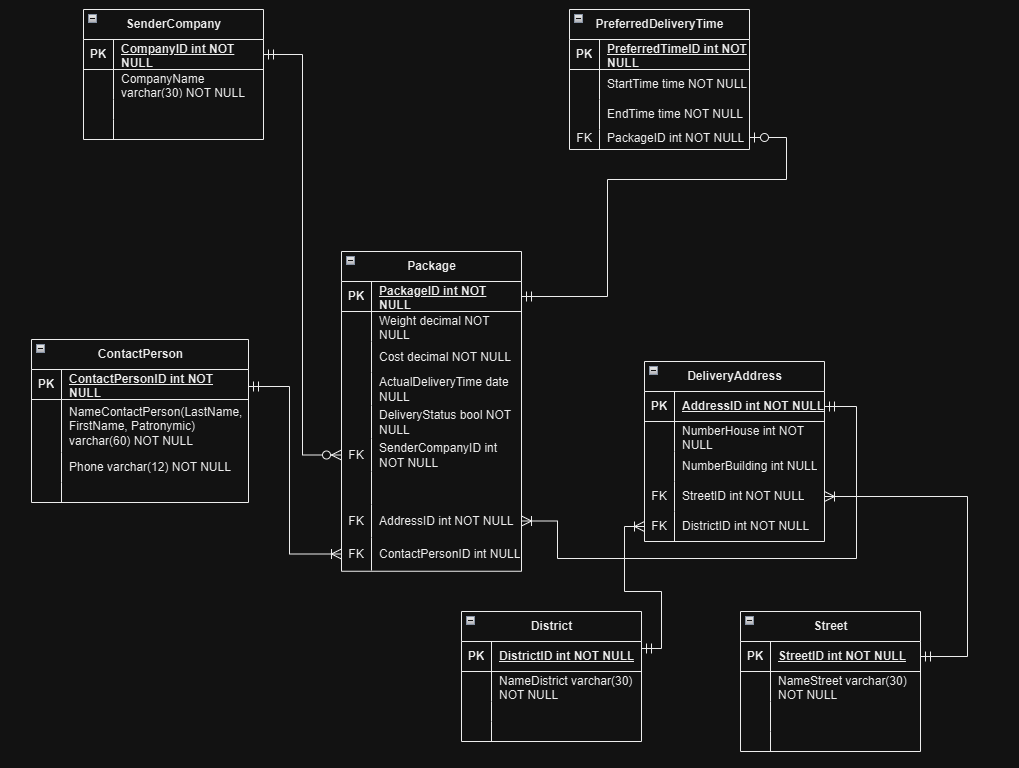 SenderCompany
PK CompanyID int NOT
NULL
CompanyName
varchar(30) NOT NULL
PreferredDeliveryTime
PK PreferredTimeID int NOT
NULL
StartTime time NOT NULL
EndTime time NOT NULL
FK PackageID int NOT NULL
Package
PK PackageID int NOT
NULL
Weight decimal NOT
NULL
Cost decimal NOT NULL
ActualDeliveryTime date
NULL
DeliveryStatus bool NOT
NULL
FK SenderCompanyID int
NOT NULL
FK AddressID int NOT NULL
FK ContactPersonID int NULL
ContactPerson
PK ContactPersonID int NOT
NULL
NameContactPerson(LastName,
FirstName, Patronymic)
varchar(60) NOT NULL
Phone varchar(12) NOT NULL
DeliveryAddress
PK AddressID int NOT NULL
NumberHouse int NOT
NULL
NumberBuilding int NULL
FK StreetID int NOT NULL
FK DistrictID int NOT NULL
District
PK DistrictID int NOT NULL
NameDistrict varchar(30)
NOT NULL
Street
PK StreetID int NOT NULL
NameStreet varchar(30)
NOT NULL